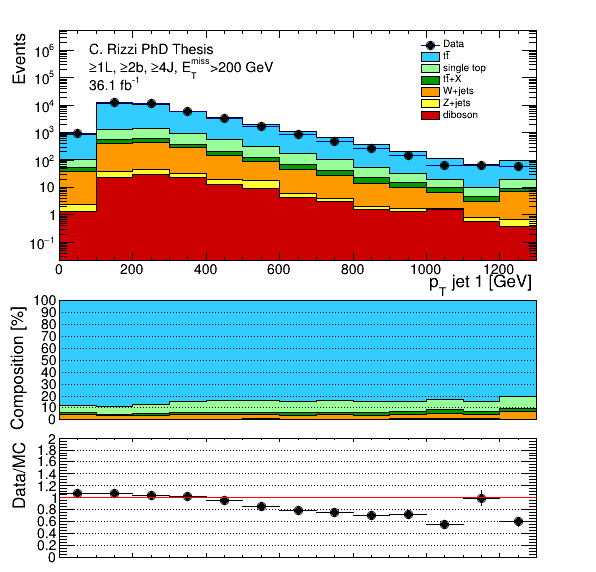 Events
C. Rizzi PhD Thesis
≥1L, ≥2b, ≥4J, E_T^miss>200 GeV
36.1 fb⁻¹
Data
tt̄
single top
tt̄+X
W+jets
Z+jets
diboson
10⁶
10⁵
10⁴
10³
10²
10
1
10⁻¹
0 200 400 600 800 1000 1200
p_T jet 1 [GeV]
Composition [%]
100
90
80
70
60
50
40
30
20
10
0
Data/MC
2
1.8
1.6
1.4
1.2
1
0.8
0.6
0.4
0.2
0